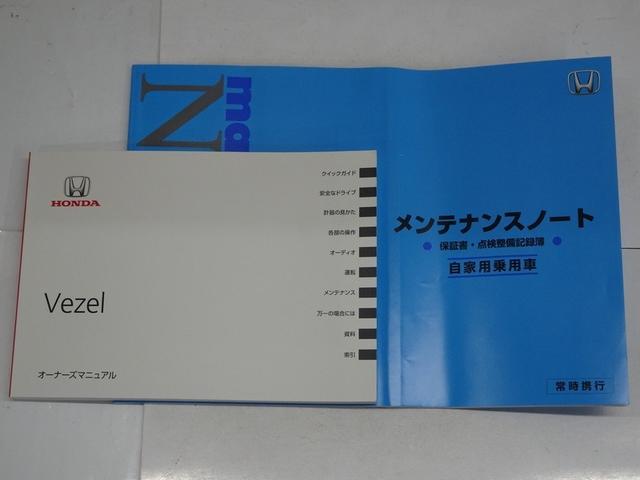 HONDA
Vezel
オーナーズマニュアル
クイックガイド
安全なドライブ
計器の見かた
各部の操作
オーディオ
運転
メンテナンス
万一の場合には
資料
索引
ma
N
メンテナンスノート
保証書・点検整備記録簿
自家用乗用車
常時携行